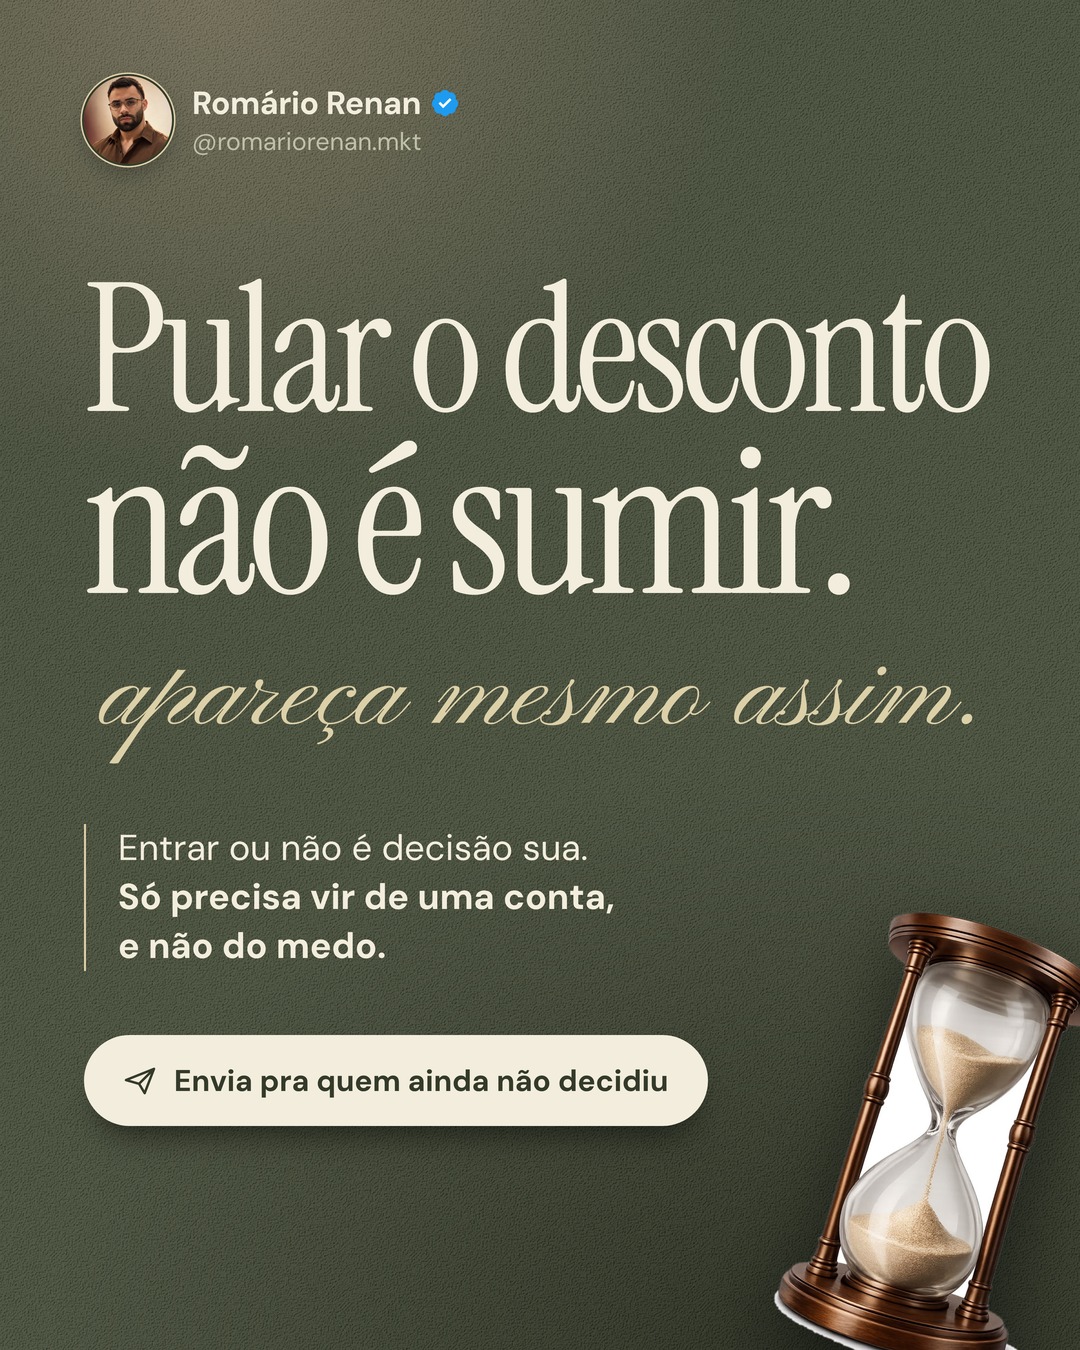 Romário Renan
@romariorenan.mkt
Pular o desconto
não é sumir.
apareça mesmo assim.
Entrar ou não é decisão sua.
Só precisa vir de uma conta,
e não do medo.
Envia pra quem ainda não decidiu